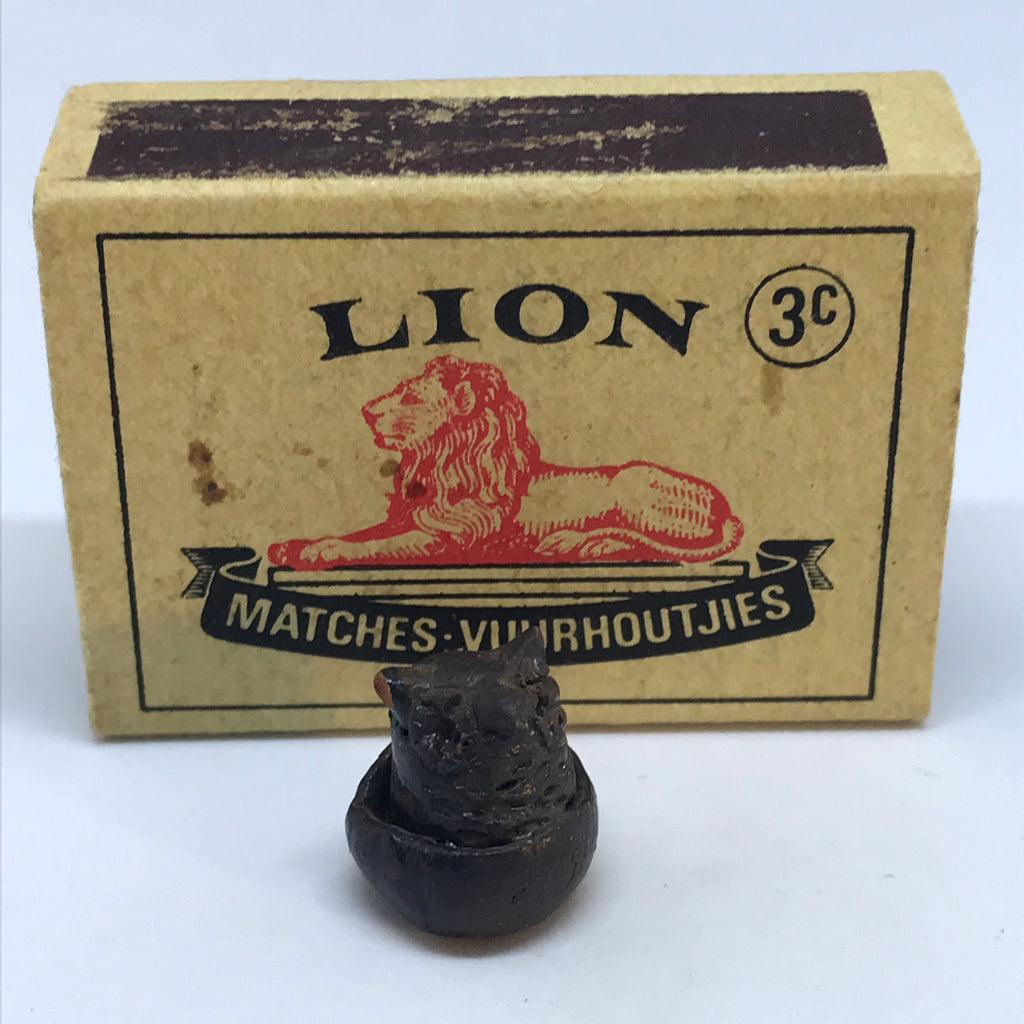 LION 3c
MATCHES · VUURHOUTJIES